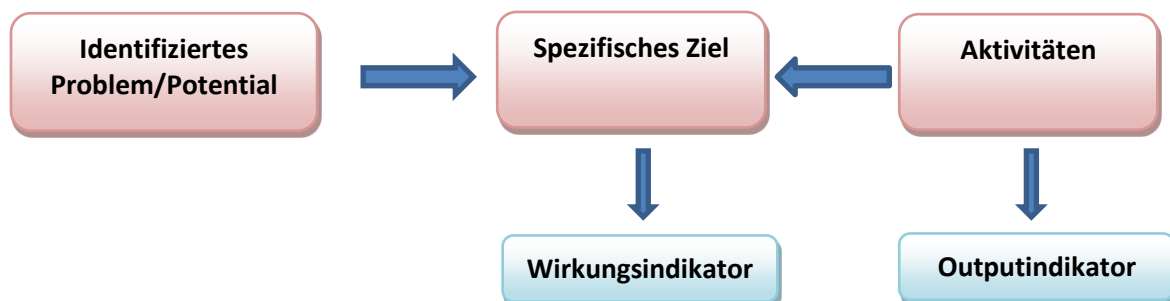 Identifiziertes
Problem/Potential
Spezifisches Ziel
Aktivitäten
Wirkungsindikator
Outputindikator